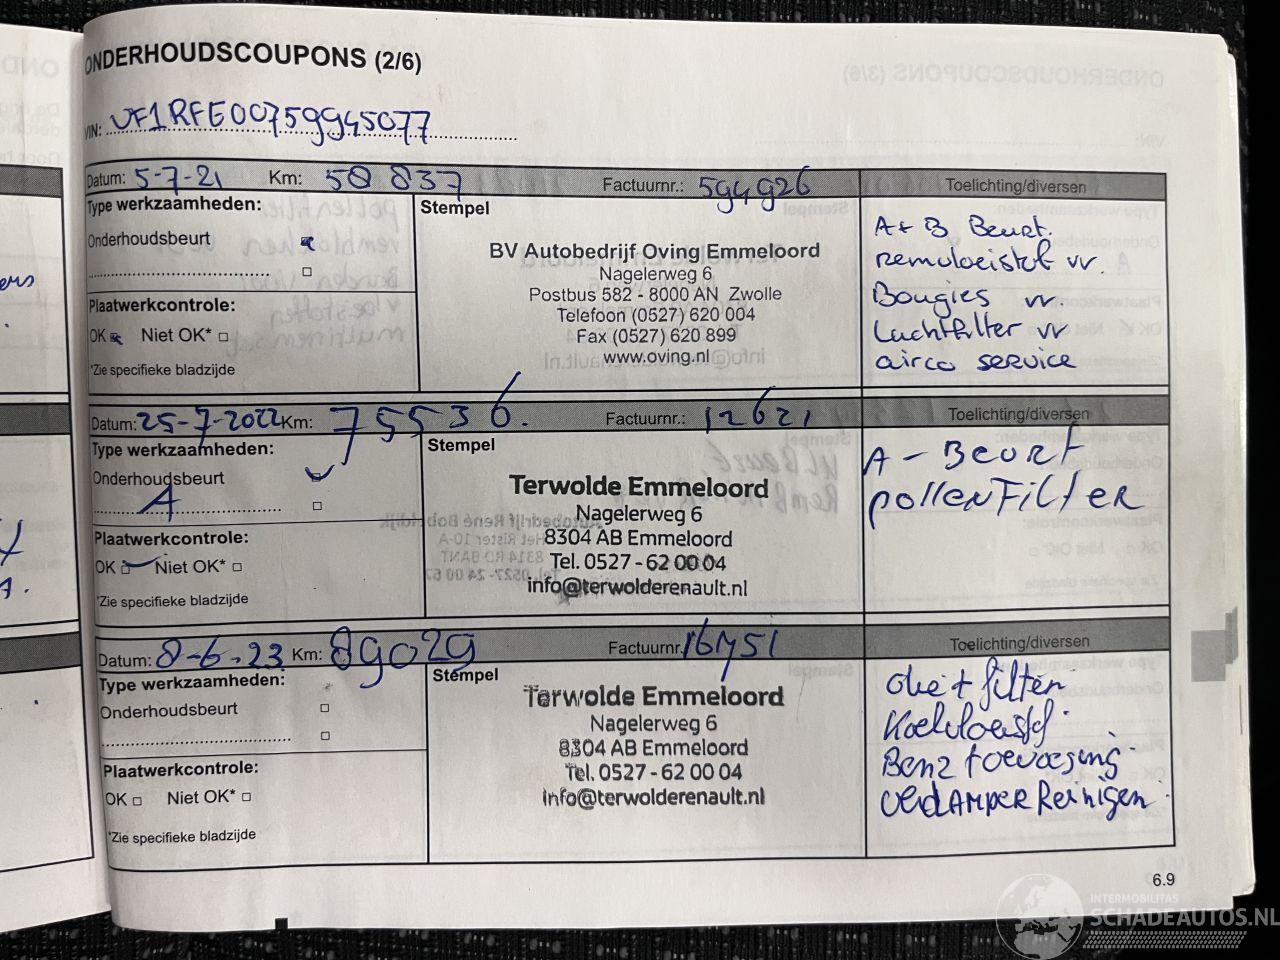 ONDERHOUDSCOUPONS (2/6)
VIN: VF1RFE00759945077
Datum: 5-7-21 Km: 58 837 Factuurnr.: 594926 Toelichting/diversen
Type werkzaamheden:
Onderhoudsbeurt
Plaatwerkcontrole:
OK Niet OK*
*Zie specifieke bladzijde
Stempel
BV Autobedrijf Oving Emmeloord
Nagelerweg 6
Postbus 582 - 8000 AN Zwolle
Telefoon (0527) 620 004
Fax (0527) 620 899
www.oving.nl
A+B Beurt.
remvloeistof vv.
Bougies vv.
Luchtfilter vv
airco service
Datum: 25-7-2022 Km: 75536. Factuurnr.: 12621 Toelichting/diversen
Type werkzaamheden:
Onderhoudsbeurt
A
Plaatwerkcontrole:
OK Niet OK*
*Zie specifieke bladzijde
Stempel
Terwolde Emmeloord
Nagelerweg 6
8304 AB Emmeloord
Tel. 0527 - 62 00 04
info@terwolderenault.nl
A - Beurt
pollenFilter
Datum: 8-6-23 Km: 89029 Factuurnr. 16751 Toelichting/diversen
Type werkzaamheden:
Onderhoudsbeurt
Plaatwerkcontrole:
OK Niet OK*
*Zie specifieke bladzijde
Stempel
Terwolde Emmeloord
Nagelerweg 6
8304 AB Emmeloord
Tel. 0527 - 62 00 04
info@terwolderenault.nl
olie + filter
Koelvloeistof
Benz toevoeging
verdAMPER Reinigen
6.9
INTERMOBILITAS
SCHADEAUTOS.NL